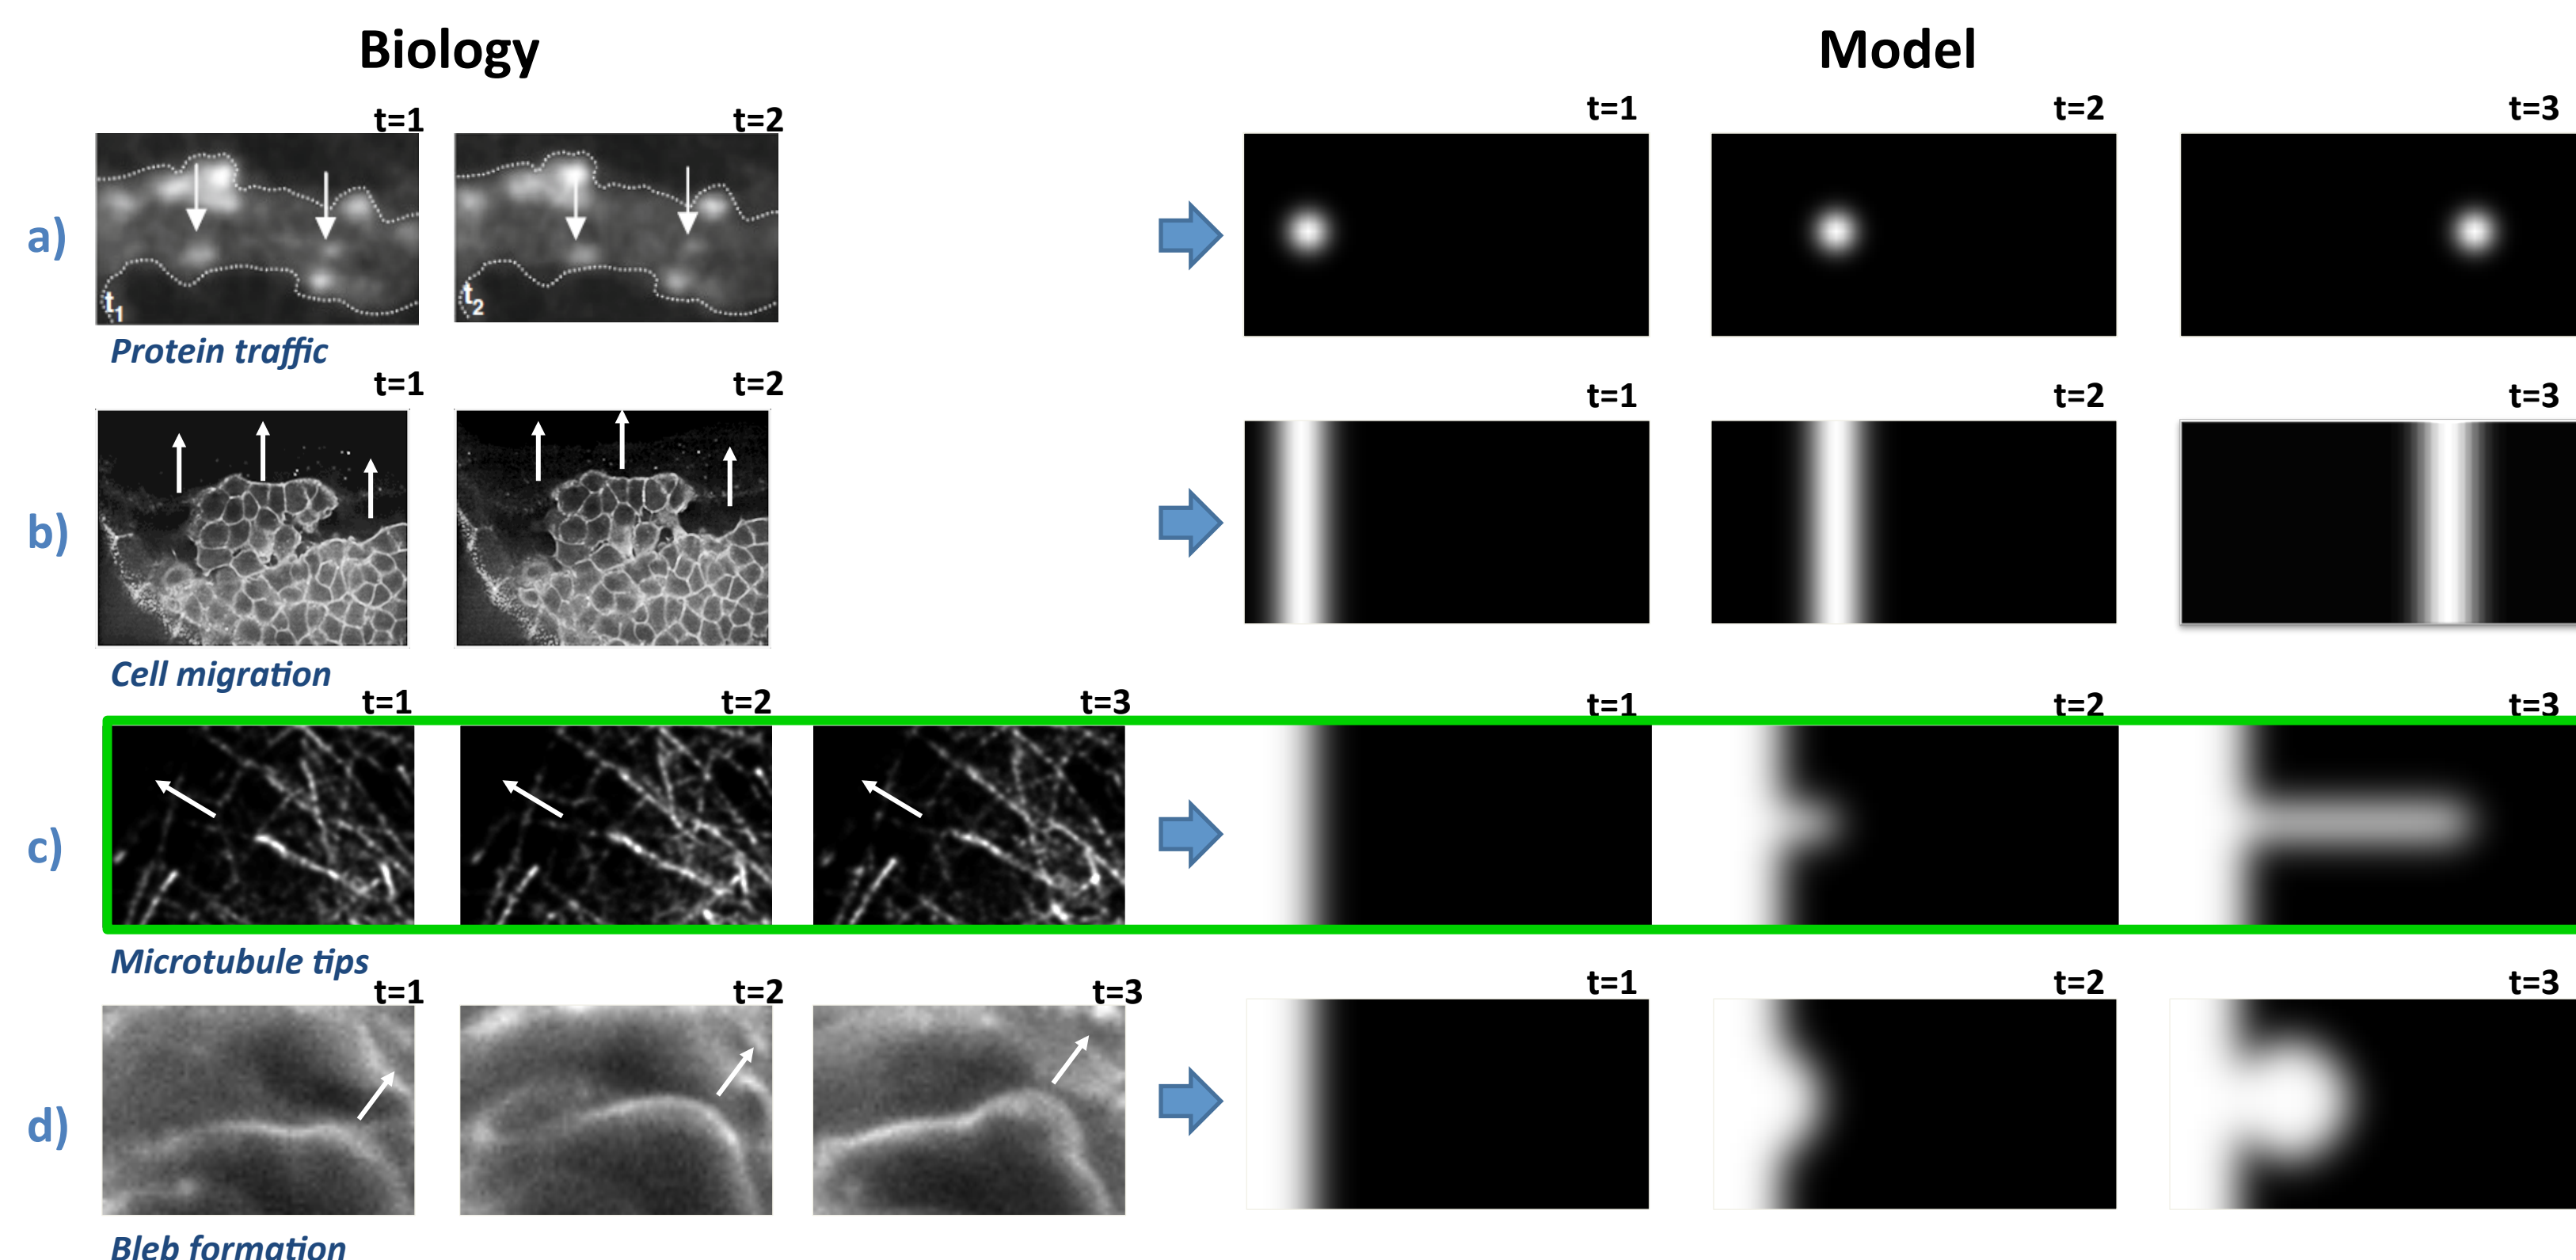 Biology Model
t=1 t=2 t=1 t=2 t=3
a)
t1 t2
Protein traffic
t=1 t=2 t=1 t=2 t=3
b)
Cell migration
t=1 t=2 t=3 t=1 t=2 t=3
c)
Microtubule tips
t=1 t=2 t=3 t=1 t=2 t=3
d)
Bleb formation